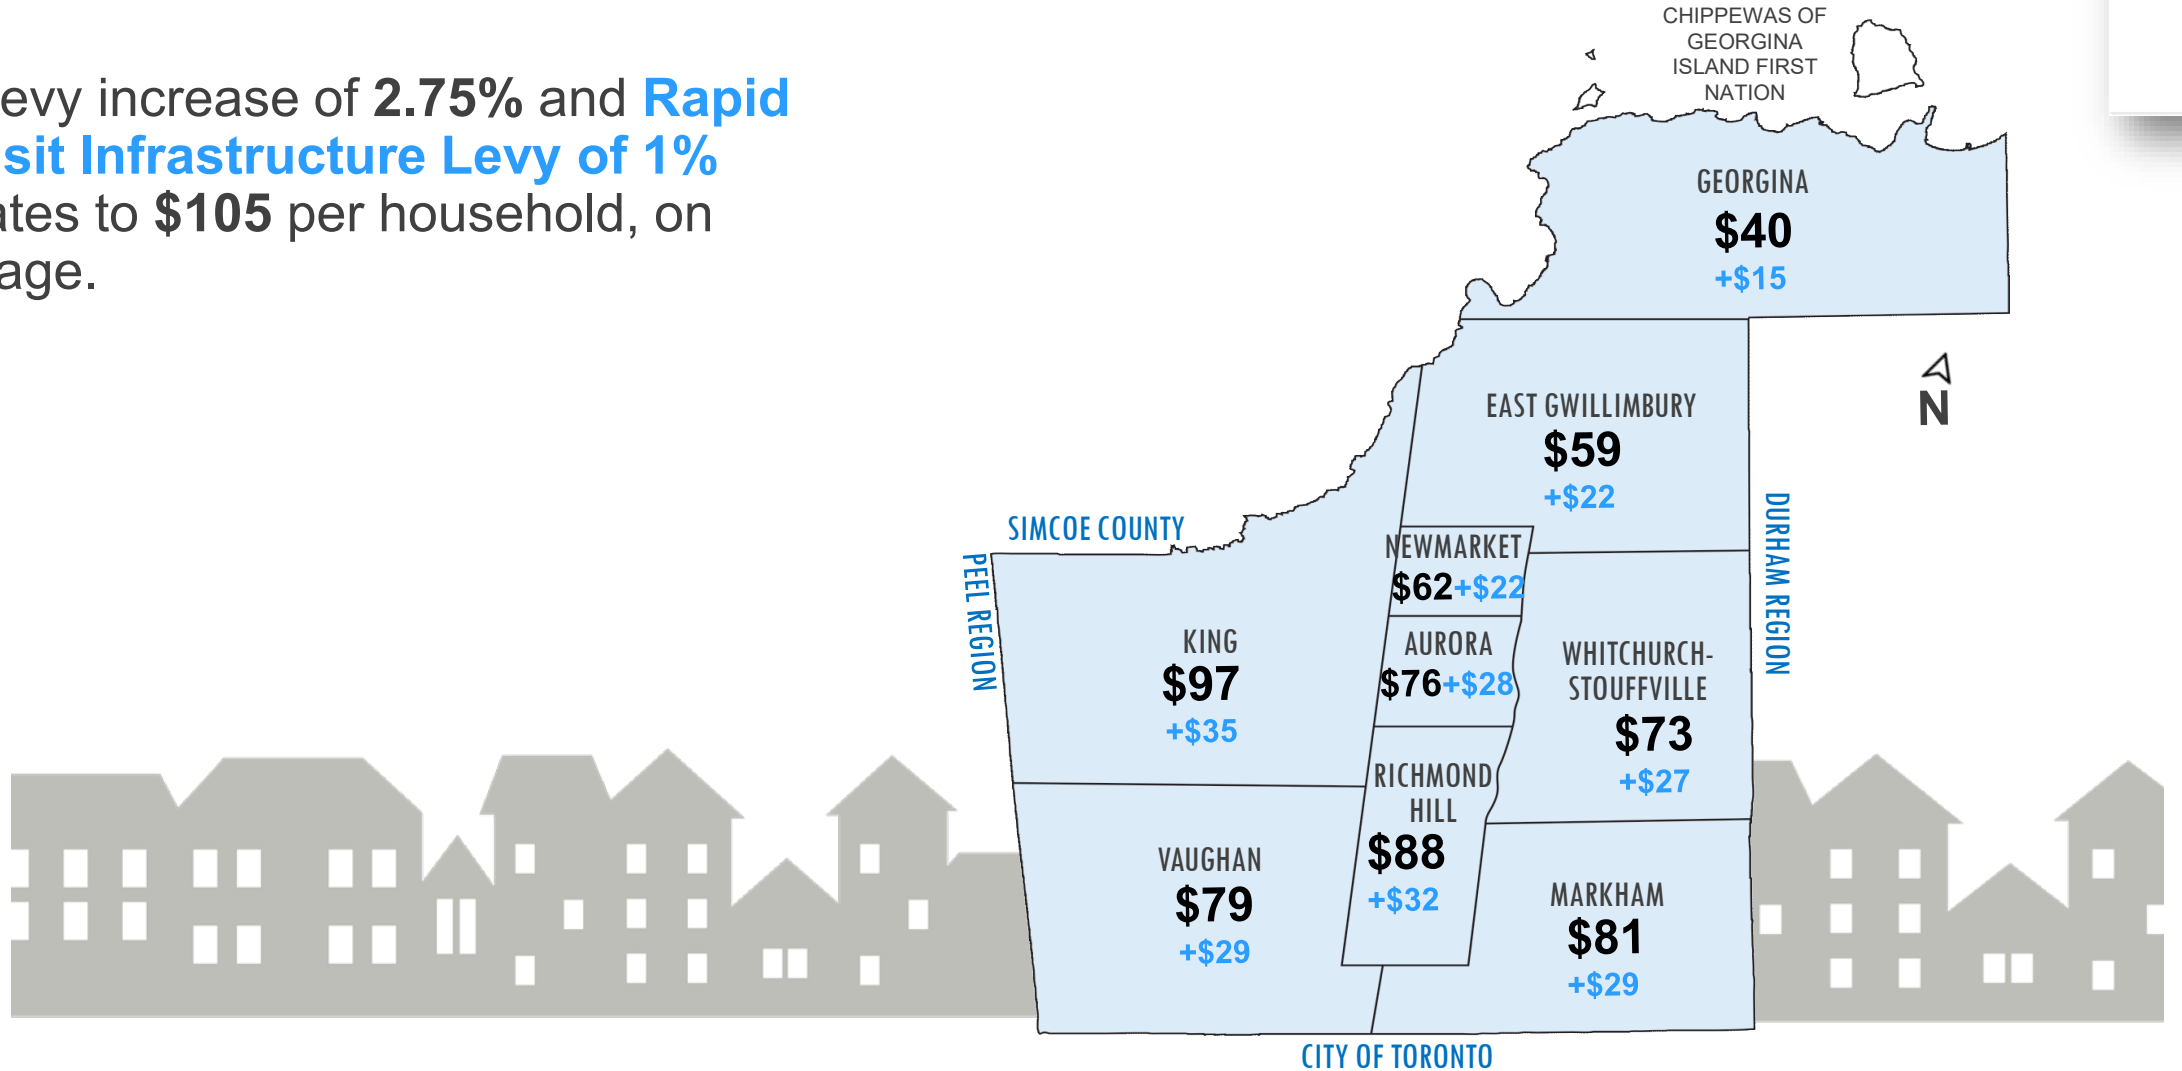 evy increase of 2.75% and Rapid
sit Infrastructure Levy of 1%
ates to $105 per household, on
age.
CHIPPEWAS OF
GEORGINA
ISLAND FIRST
NATION
GEORGINA
$40
+$15
N
EAST GWILLIMBURY
$59
+$22
SIMCOE COUNTY
PEEL REGION
DURHAM REGION
NEWMARKET
$62+$22
KING
$97
+$35
AURORA
$76+$28
WHITCHURCH-
STOUFFVILLE
$73
+$27
RICHMOND
HILL
$88
+$32
VAUGHAN
$79
+$29
MARKHAM
$81
+$29
CITY OF TORONTO